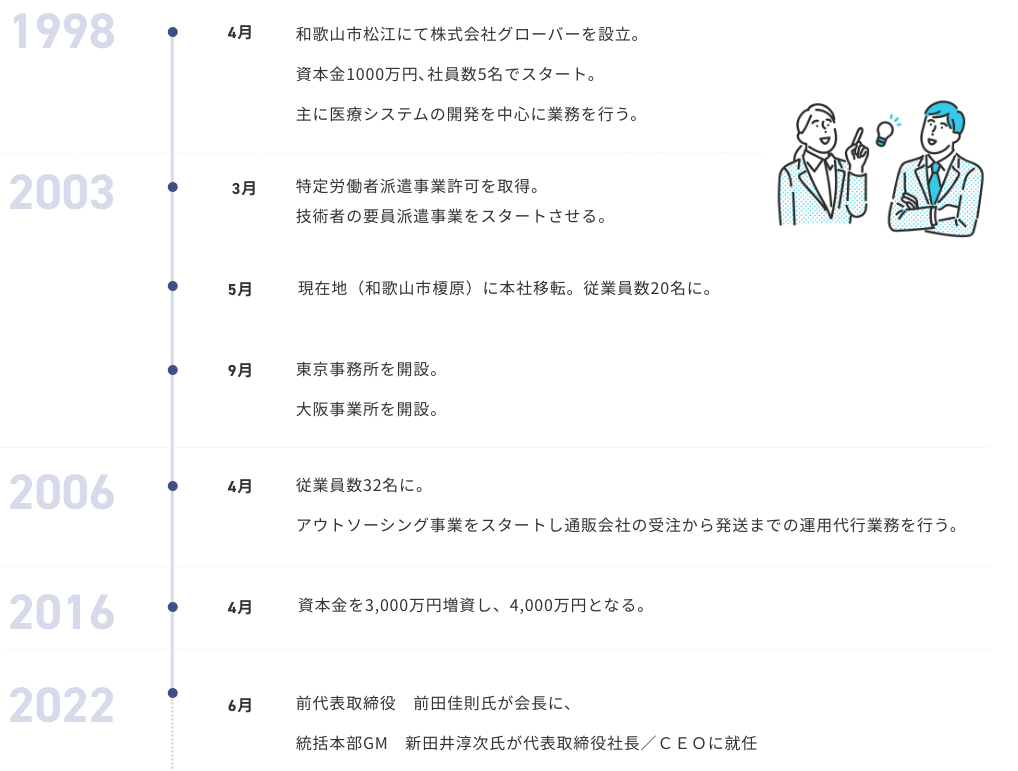 1998
4月
和歌山市松江にて株式会社グローバーを設立。
資本金1000万円、社員数5名でスタート。
主に医療システムの開発を中心に業務を行う。
2003
3月
特定労働者派遣事業許可を取得。
技術者の要員派遣事業をスタートさせる。
5月
現在地（和歌山市榎原）に本社移転。従業員数20名に。
9月
東京事務所を開設。
大阪事業所を開設。
2006
4月
従業員数32名に。
アウトソーシング事業をスタートし通販会社の受注から発送までの運用代行業務を行う。
2016
4月
資本金を3,000万円増資し、4,000万円となる。
2022
6月
前代表取締役　前田佳則氏が会長に、
統括本部GM　新田井淳次氏が代表取締役社長／ＣＥＯに就任